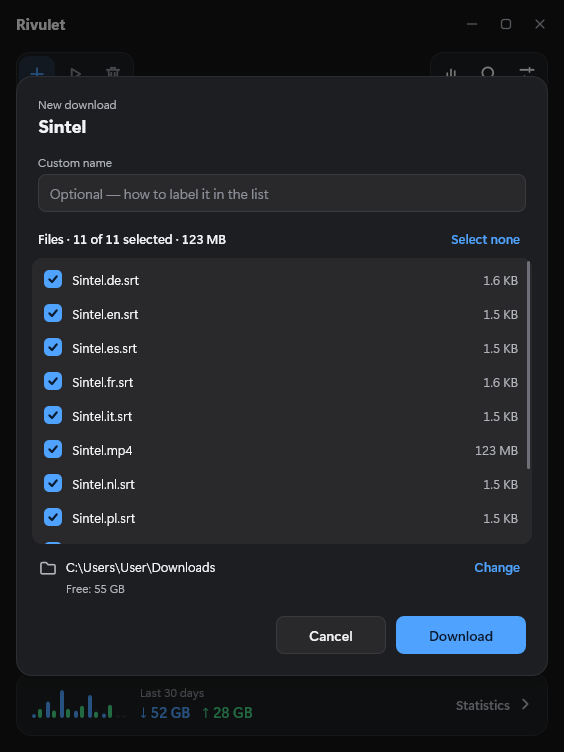 Rivulet
New download
Sintel
Custom name
Optional — how to label it in the list
Files · 11 of 11 selected · 123 MB
Select none
Sintel.de.srt 1.6 KB
Sintel.en.srt 1.5 KB
Sintel.es.srt 1.5 KB
Sintel.fr.srt 1.6 KB
Sintel.it.srt 1.5 KB
Sintel.mp4 123 MB
Sintel.nl.srt 1.5 KB
Sintel.pl.srt 1.5 KB
C:\Users\User\Downloads
Change
Free: 55 GB
Cancel
Download
Last 30 days
↓ 52 GB ↑ 28 GB
Statistics